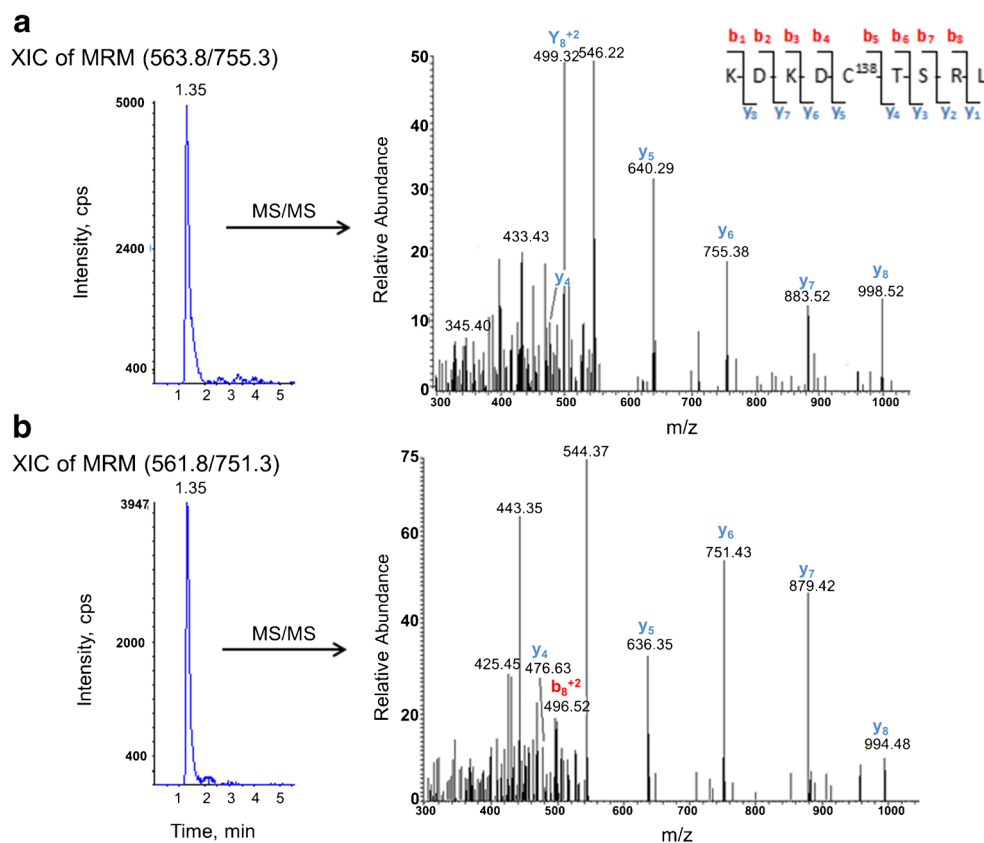 a
XIC of MRM (563.8/755.3)
1.35
5000
2400
400
1 2 3 4 5
Intensity, cps
MS/MS
Relative Abundance
50
40
30
20
10
0
300 400 500 600 700 800 900 1000
m/z
Y₈⁺²
499.32
546.22
y₅
640.29
y₆
755.38
y₇
883.52
y₈
998.52
433.43
y₄
345.40
b₁ b₂ b₃ b₄ b₅ b₆ b₇ b₈
K- D - K- D- C¹³⁸- T - S - R- L
y₈ y₇ y₆ y₅ y₄ y₃ y₂ y₁
b
XIC of MRM (561.8/751.3)
1.35
3947
2000
400
1 2 3 4 5
Intensity, cps
Time, min
MS/MS
Relative Abundance
75
60
40
20
0
300 400 500 600 700 800 900 1000
m/z
544.37
443.35
y₆
751.43
y₇
879.42
y₄
476.63
425.45
y₅
636.35
b₈⁺²
496.52
y₈
994.48